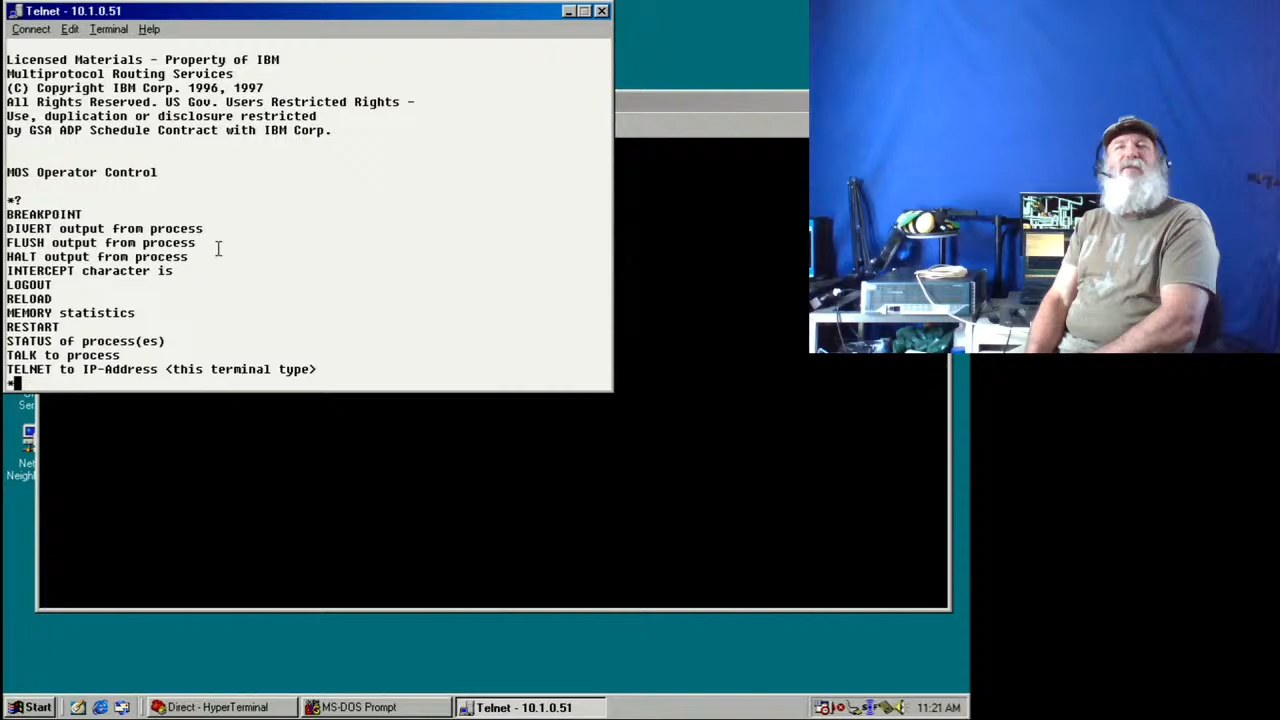 Telnet - 10.1.0.51
Connect Edit Terminal Help
Licensed Materials - Property of IBM
Multiprotocol Routing Services
(C) Copyright IBM Corp. 1996, 1997
All Rights Reserved. US Gov. Users Restricted Rights -
Use, duplication or disclosure restricted
by GSA ADP Schedule Contract with IBM Corp.
MOS Operator Control
*?
BREAKPOINT
DIVERT output from process
FLUSH output from process
HALT output from process
INTERCEPT character is
LOGOUT
RELOAD
MEMORY statistics
RESTART
STATUS of process(es)
TALK to process
TELNET to IP-Address <this terminal type>
*
Ser
Net
Neigh
Start
Direct - HyperTerminal
MS-DOS Prompt
Telnet - 10.1.0.51
11:21 AM